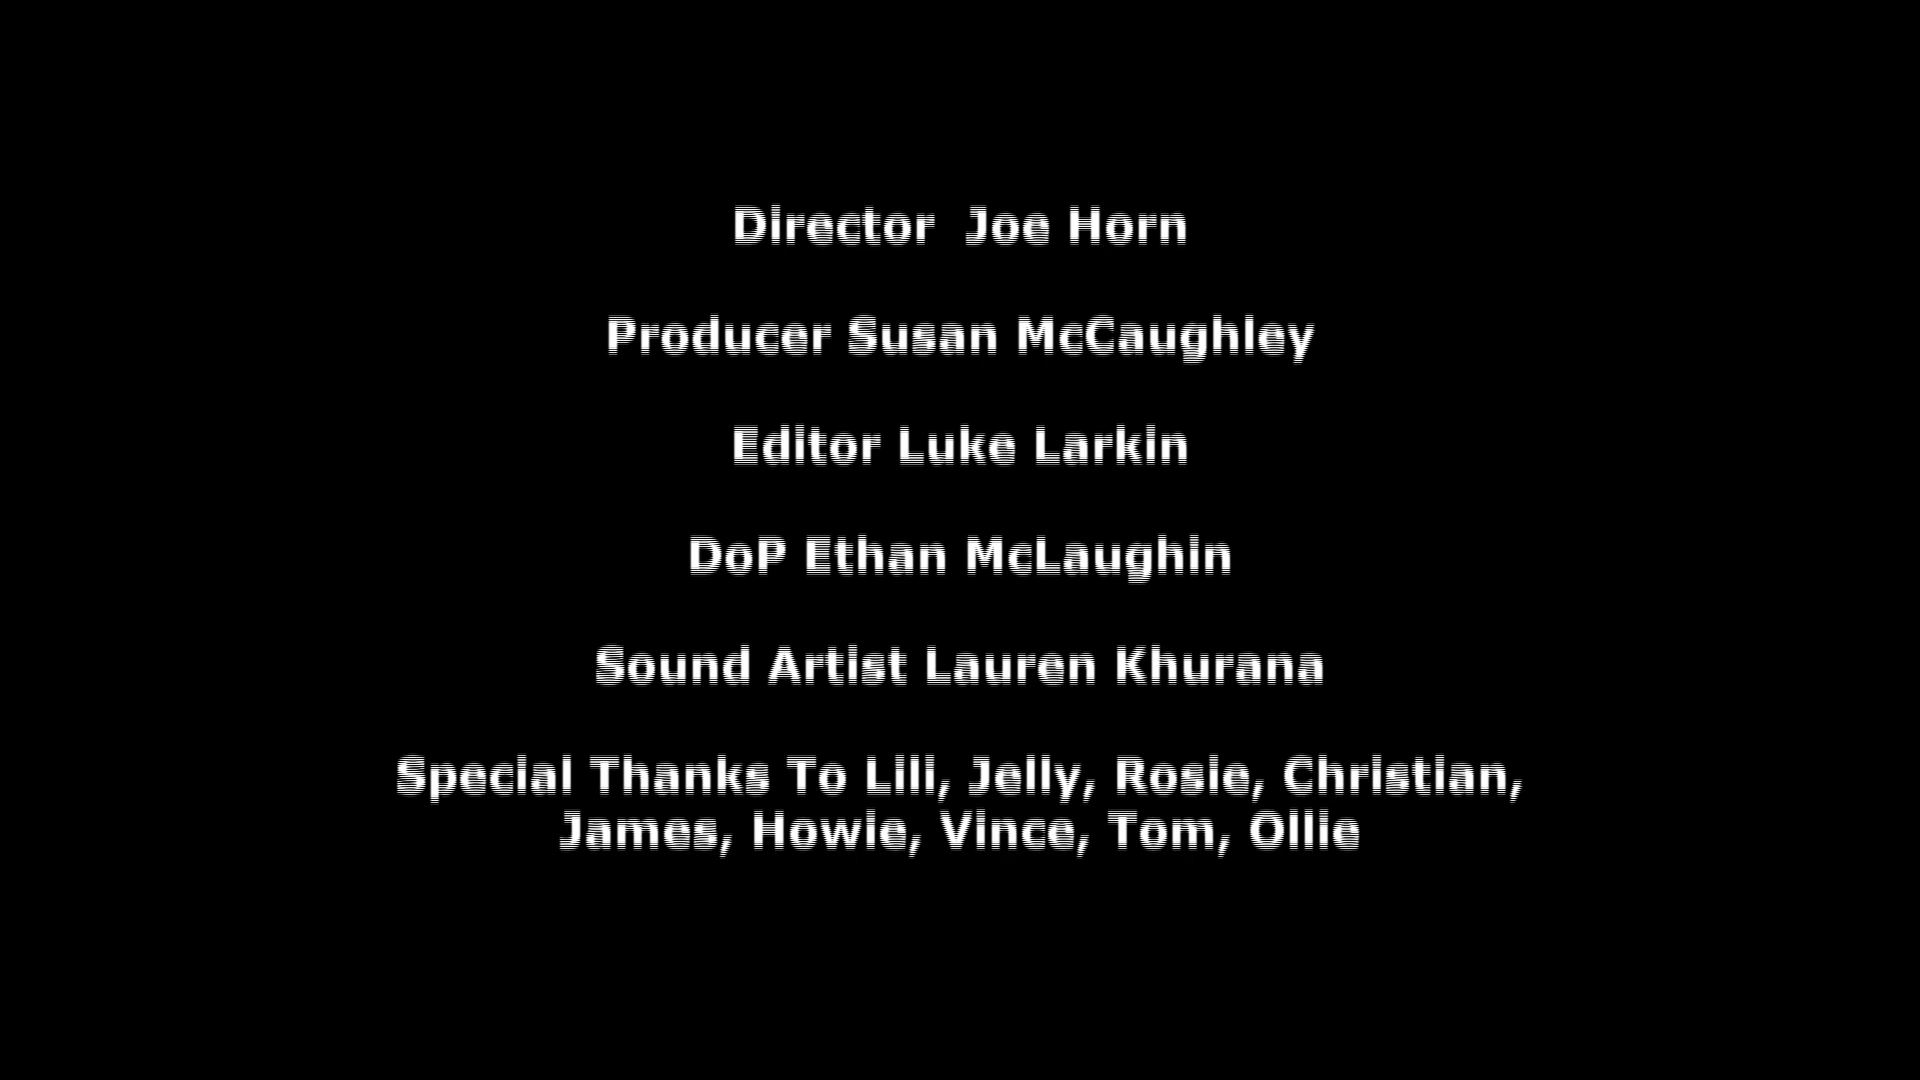 Director  Joe Horn
Producer Susan McCaughley
Editor Luke Larkin
DoP Ethan McLaughin
Sound Artist Lauren Khurana
Special Thanks To Lili, Jelly, Rosie, Christian,
James, Howie, Vince, Tom, Ollie